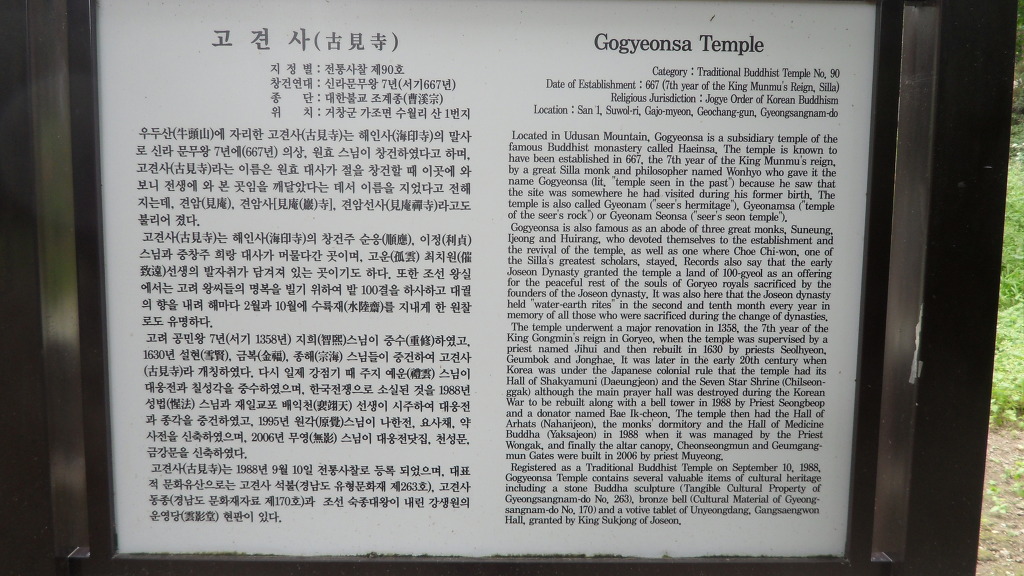 고 견 사(古見寺)
지 정 별 : 전통사찰 제90호
창건연대 : 신라문무왕 7년(서기667년)
종 단 : 대한불교 조계종(曹溪宗)
위 치 : 거창군 가조면 수월리 산 1번지
우두산(牛頭山)에 자리한 고견사(古見寺)는 해인사(海印寺)의 말사
로 신라 문무왕 7년에(667년) 의상, 원효 스님이 창건하였다고 하며,
고견사(古見寺)라는 이름은 원효 대사가 절을 창건할 때 이곳에 와
보니 전생에 와 본 곳임을 깨달았다는 데서 이름을 지었다고 전해
지는데, 견암(見庵), 견암사[見庵(巖)寺], 견암선사(見庵禪寺)라고도
불리어 졌다.
고견사(古見寺)는 해인사(海印寺)의 창건주 순응(順應), 이정(利貞)
스님과 중창주 희랑 대사가 머물다간 곳이며, 고운(孤雲) 최치원(崔
致遠)선생의 발자취가 담겨져 있는 곳이기도 하다. 또한 조선 왕실
에서는 고려 왕씨들의 명복을 빌기 위하여 밭 100결을 하사하고 대궐
의 향을 내려 해마다 2월과 10월에 수륙재(水陸齋)를 지내게 한 원찰
로도 유명하다.
고려 공민왕 7년(서기 1358년) 지희(智熙)스님이 중수(重修)하였고,
1630년 설현(雪賢), 금복(金福), 종해(宗海) 스님들이 중건하여 고견사
(古見寺)라 개칭하였다. 다시 일제 강점기 때 주지 예운(禮雲) 스님이
대웅전과 칠성각을 중수하였으며, 한국전쟁으로 소실된 것을 1988년
성법(惺法) 스님과 재일교포 배익천(裵翊天) 선생이 시주하여 대웅전
과 종각을 중건하였고, 1995년 원각(原覺)스님이 나한전, 요사채, 약
사전을 신축하였으며, 2006년 무영(無影) 스님이 대웅전닷집, 천성문,
금강문을 신축하였다.
고견사(古見寺)는 1988년 9월 10일 전통사찰로 등록 되었으며, 대표
적 문화유산으로는 고견사 석불(경남도 유형문화재 제263호), 고견사
동종(경남도 문화재자료 제170호)과 조선 숙종대왕이 내린 강생원의
운영당(雲影堂) 현판이 있다.
Gogyeonsa Temple
Category : Traditional Buddhist Temple No. 90
Date of Establishment : 667 (7th year of the King Munmu's Reign, Silla)
Religious Jurisdiction : Jogye Order of Korean Buddhism
Location : San 1, Suwol-ri, Gajo-myeon, Geochang-gun, Gyeongsangnam-do
Located in Udusan Mountain, Gogyeonsa is a subsidiary temple of the
famous Buddhist monastery called Haeinsa. The temple is known to
have been established in 667, the 7th year of the King Munmu's reign,
by a great Silla monk and philosopher named Wonhyo who gave it the
name Gogyeonsa (lit, "temple seen in the past") because he saw that
the site was somewhere he had visited during his former birth. The
temple is also called Gyeonam ("seer's hermitage"), Gyeonamsa ("temple
of the seer's rock") or Gyeonam Seonsa ("seer's seon temple").
Gogyeonsa is also famous as an abode of three great monks, Suneung,
Ijeong and Huirang, who devoted themselves to the establishment and
the revival of the temple, as well as one where Choe Chi-won, one of
the Silla's greatest scholars, stayed. Records also say that the early
Joseon Dynasty granted the temple a land of 100-gyeol as an offering
for the peaceful rest of the souls of Goryeo royals sacrificed by the
founders of the Joseon dynasty. It was also here that the Joseon dynasty
held "water-earth rites" in the second and tenth month every year in
memory of all those who were sacrificed during the change of dynasties.
The temple underwent a major renovation in 1358, the 7th year of the
King Gongmin's reign in Goryeo, when the temple was supervised by a
priest named Jihui and then rebuilt in 1630 by priests Seolhyeon,
Geumbok and Jonghae. It was later in the early 20th century when
Korea was under the Japanese colonial rule that the temple had its
Hall of Shakyamuni (Daeungjeon) and the Seven Star Shrine (Chilseon-
ggak) although the main prayer hall was destroyed during the Korean
War to be rebuilt along with a bell tower in 1988 by Priest Seongbeop
and a donator named Bae Ik-cheon. The temple then had the Hall of
Arhats (Nahanjeon), the monks' dormitory and the Hall of Medicine
Buddha (Yaksajeon) in 1988 when it was managed by the Priest
Wongak, and finally the altar canopy, Cheonseongmun and Geumgang-
mun Gates were built in 2006 by priest Muyeong.
Registered as a Traditional Buddhist Temple on September 10, 1988,
Gogyeonsa Temple contains several valuable items of cultural heritage
including a stone Buddha sculpture (Tangible Cultural Property of
Gyeongsangnam-do No. 263), bronze bell (Cultural Material of Gyeong-
sangnam-do No. 170) and a votive tablet of Unyeongdang, Gangsaengwon
Hall, granted by King Sukjong of Joseon.